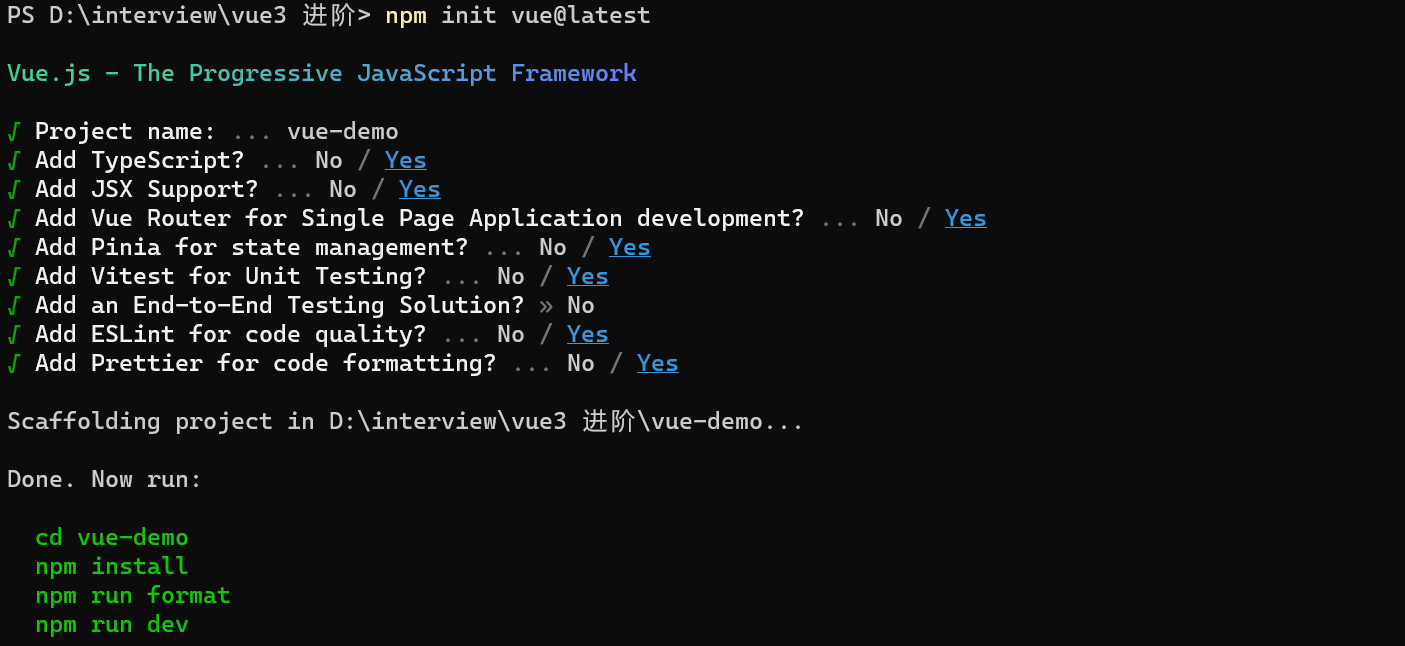 PS D:\interview\vue3 进阶> npm init vue@latest
Vue.js - The Progressive JavaScript Framework
√ Project name: ... vue-demo
√ Add TypeScript? ... No / Yes
√ Add JSX Support? ... No / Yes
√ Add Vue Router for Single Page Application development? ... No / Yes
√ Add Pinia for state management? ... No / Yes
√ Add Vitest for Unit Testing? ... No / Yes
√ Add an End-to-End Testing Solution? » No
√ Add ESLint for code quality? ... No / Yes
√ Add Prettier for code formatting? ... No / Yes
Scaffolding project in D:\interview\vue3 进阶\vue-demo...
Done. Now run:
cd vue-demo
npm install
npm run format
npm run dev